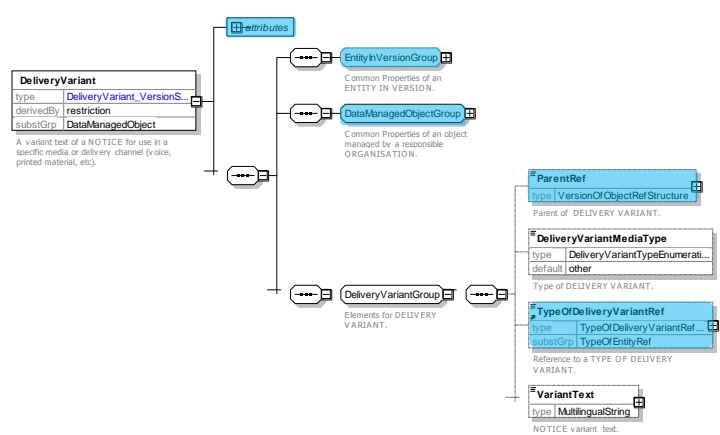 attributes
EntityInVersionGroup
Common Properties of an
ENTITY IN VERSION.
DeliveryVariant
type DeliveryVariant_VersionS...
derivedBy restriction
substGrp DataManagedObject
A variant text of a NOTICE for use in a
specific media or delivery channel (voice,
printed material, etc).
DataManagedObjectGroup
Common Properties of an object
managed by a responsible
ORGANISATION.
ParentRef
type VersionOfObjectRefStructure
Parent of DELIVERY VARIANT.
DeliveryVariantMediaType
type DeliveryVariantTypeEnumerati...
default other
Type of DELIVERY VARIANT.
DeliveryVariantGroup
Elements for DELIVERY
VARIANT.
TypeOfDeliveryVariantRef
type TypeOfDeliveryVariantRef...
substGrp TypeOfEntityRef
Reference to a TYPE OF DELIVERY
VARIANT.
VariantText
type MultilingualString
NOTICE variant text.